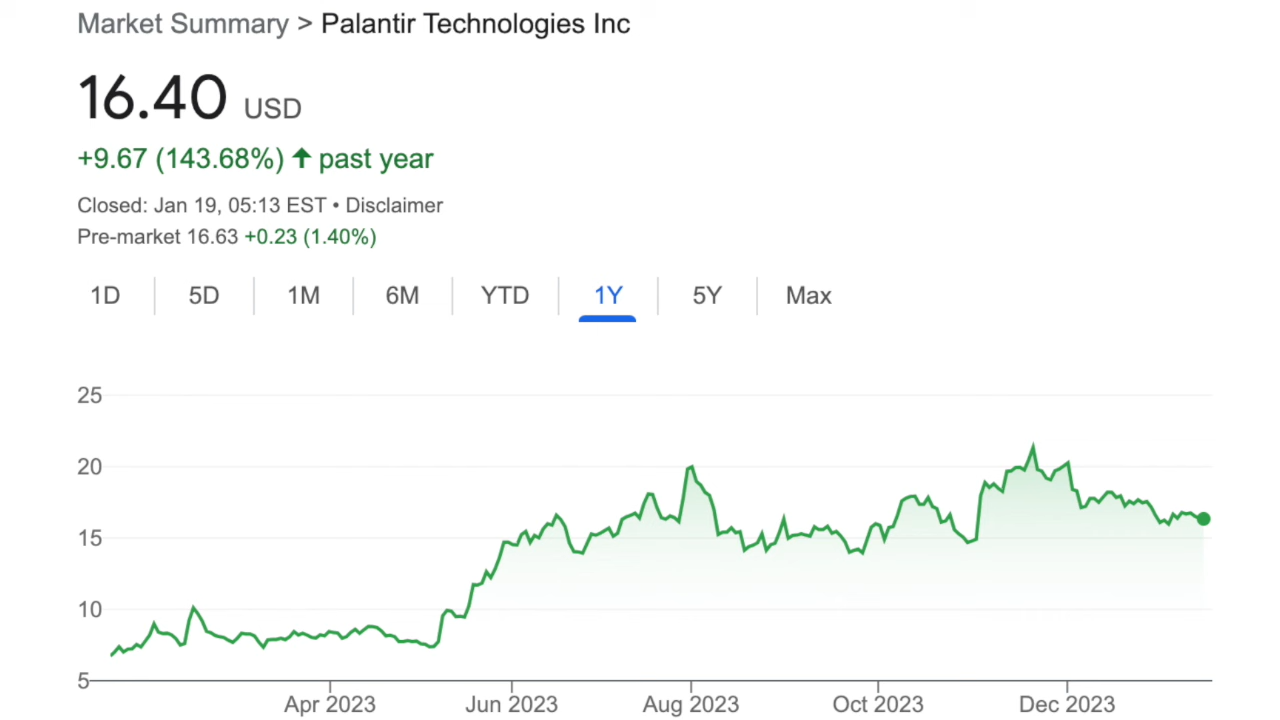 Market Summary > Palantir Technologies Inc
16.40 USD
+9.67 (143.68%) ↑ past year
Closed: Jan 19, 05:13 EST • Disclaimer
Pre-market 16.63 +0.23 (1.40%)
1D 5D 1M 6M YTD 1Y 5Y Max
25
20
15
10
5
Apr 2023 Jun 2023 Aug 2023 Oct 2023 Dec 2023